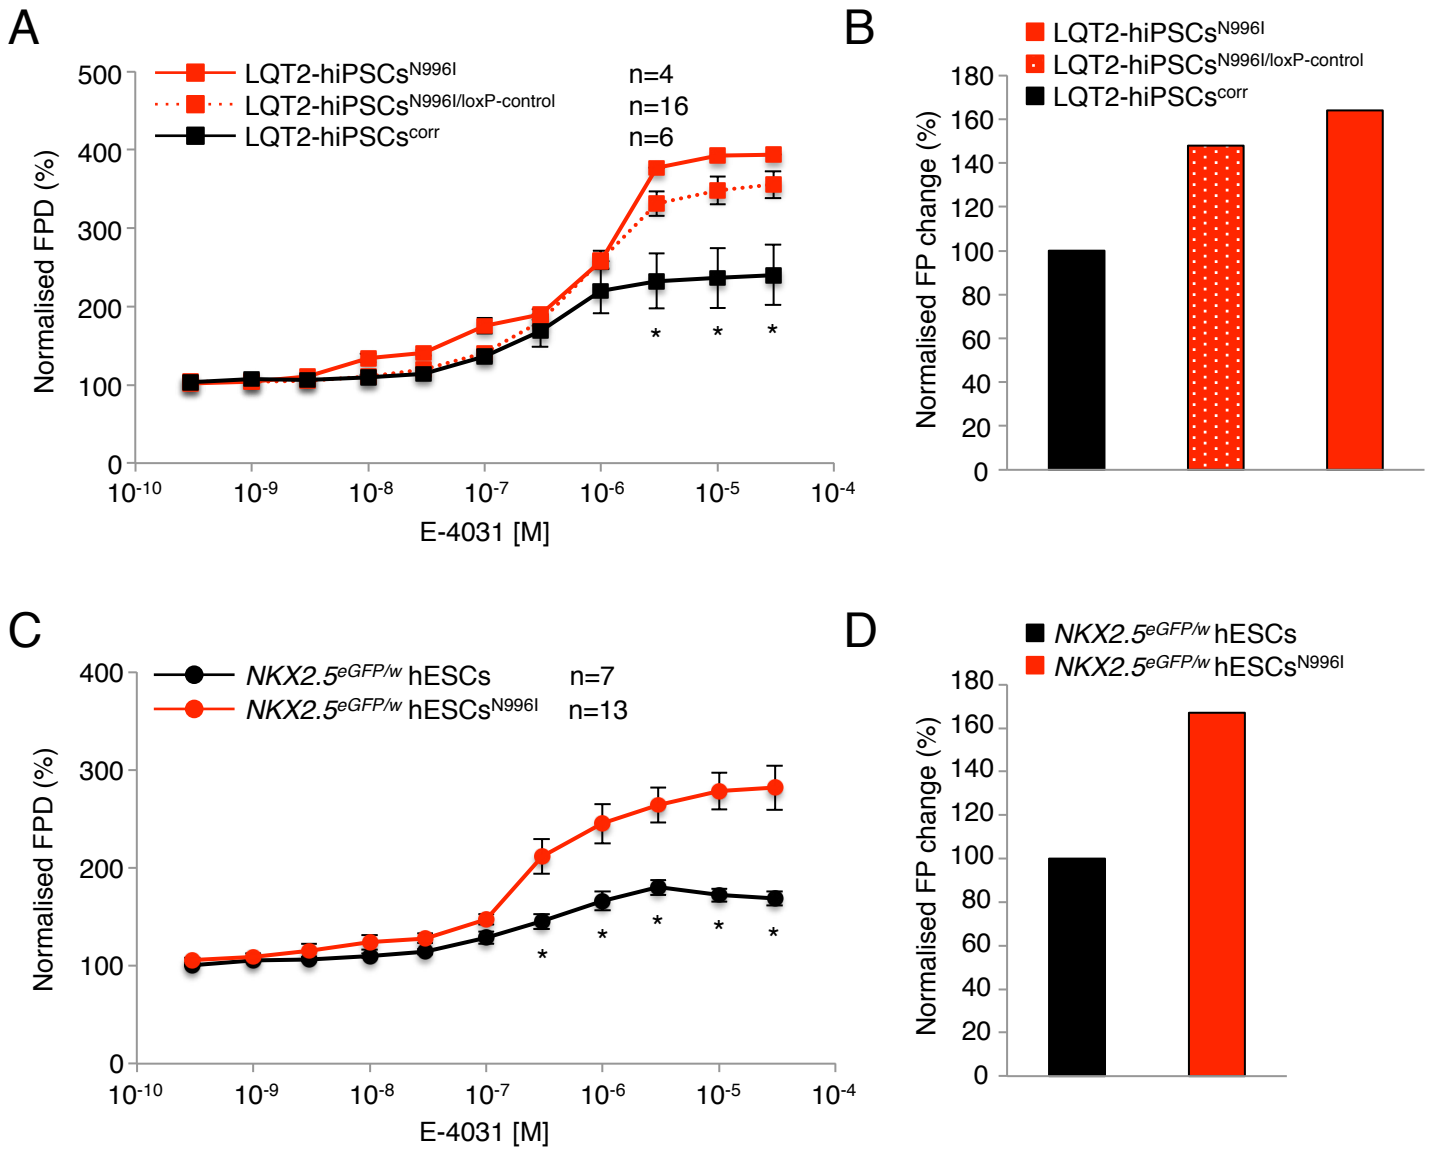 A
LQT2-hiPSCsN996I n=4
LQT2-hiPSCsN996I/loxP-control n=16
LQT2-hiPSCscorr n=6
Normalised FPD (%)
500
400
300
200
100
0
*
*
*
10-10
10-9
10-8
10-7
10-6
10-5
10-4
E-4031 [M]
B
LQT2-hiPSCsN996I
LQT2-hiPSCsN996I/loxP-control
LQT2-hiPSCscorr
Normalised FP change (%)
180
160
140
120
100
80
60
40
20
0
C
NKX2.5eGFP/w hESCs n=7
NKX2.5eGFP/w hESCsN996I n=13
Normalised FPD (%)
400
300
200
100
0
*
*
*
*
*
10-10
10-9
10-8
10-7
10-6
10-5
10-4
E-4031 [M]
D
NKX2.5eGFP/w hESCs
NKX2.5eGFP/w hESCsN996I
Normalised FP change (%)
180
160
140
120
100
80
60
40
20
0